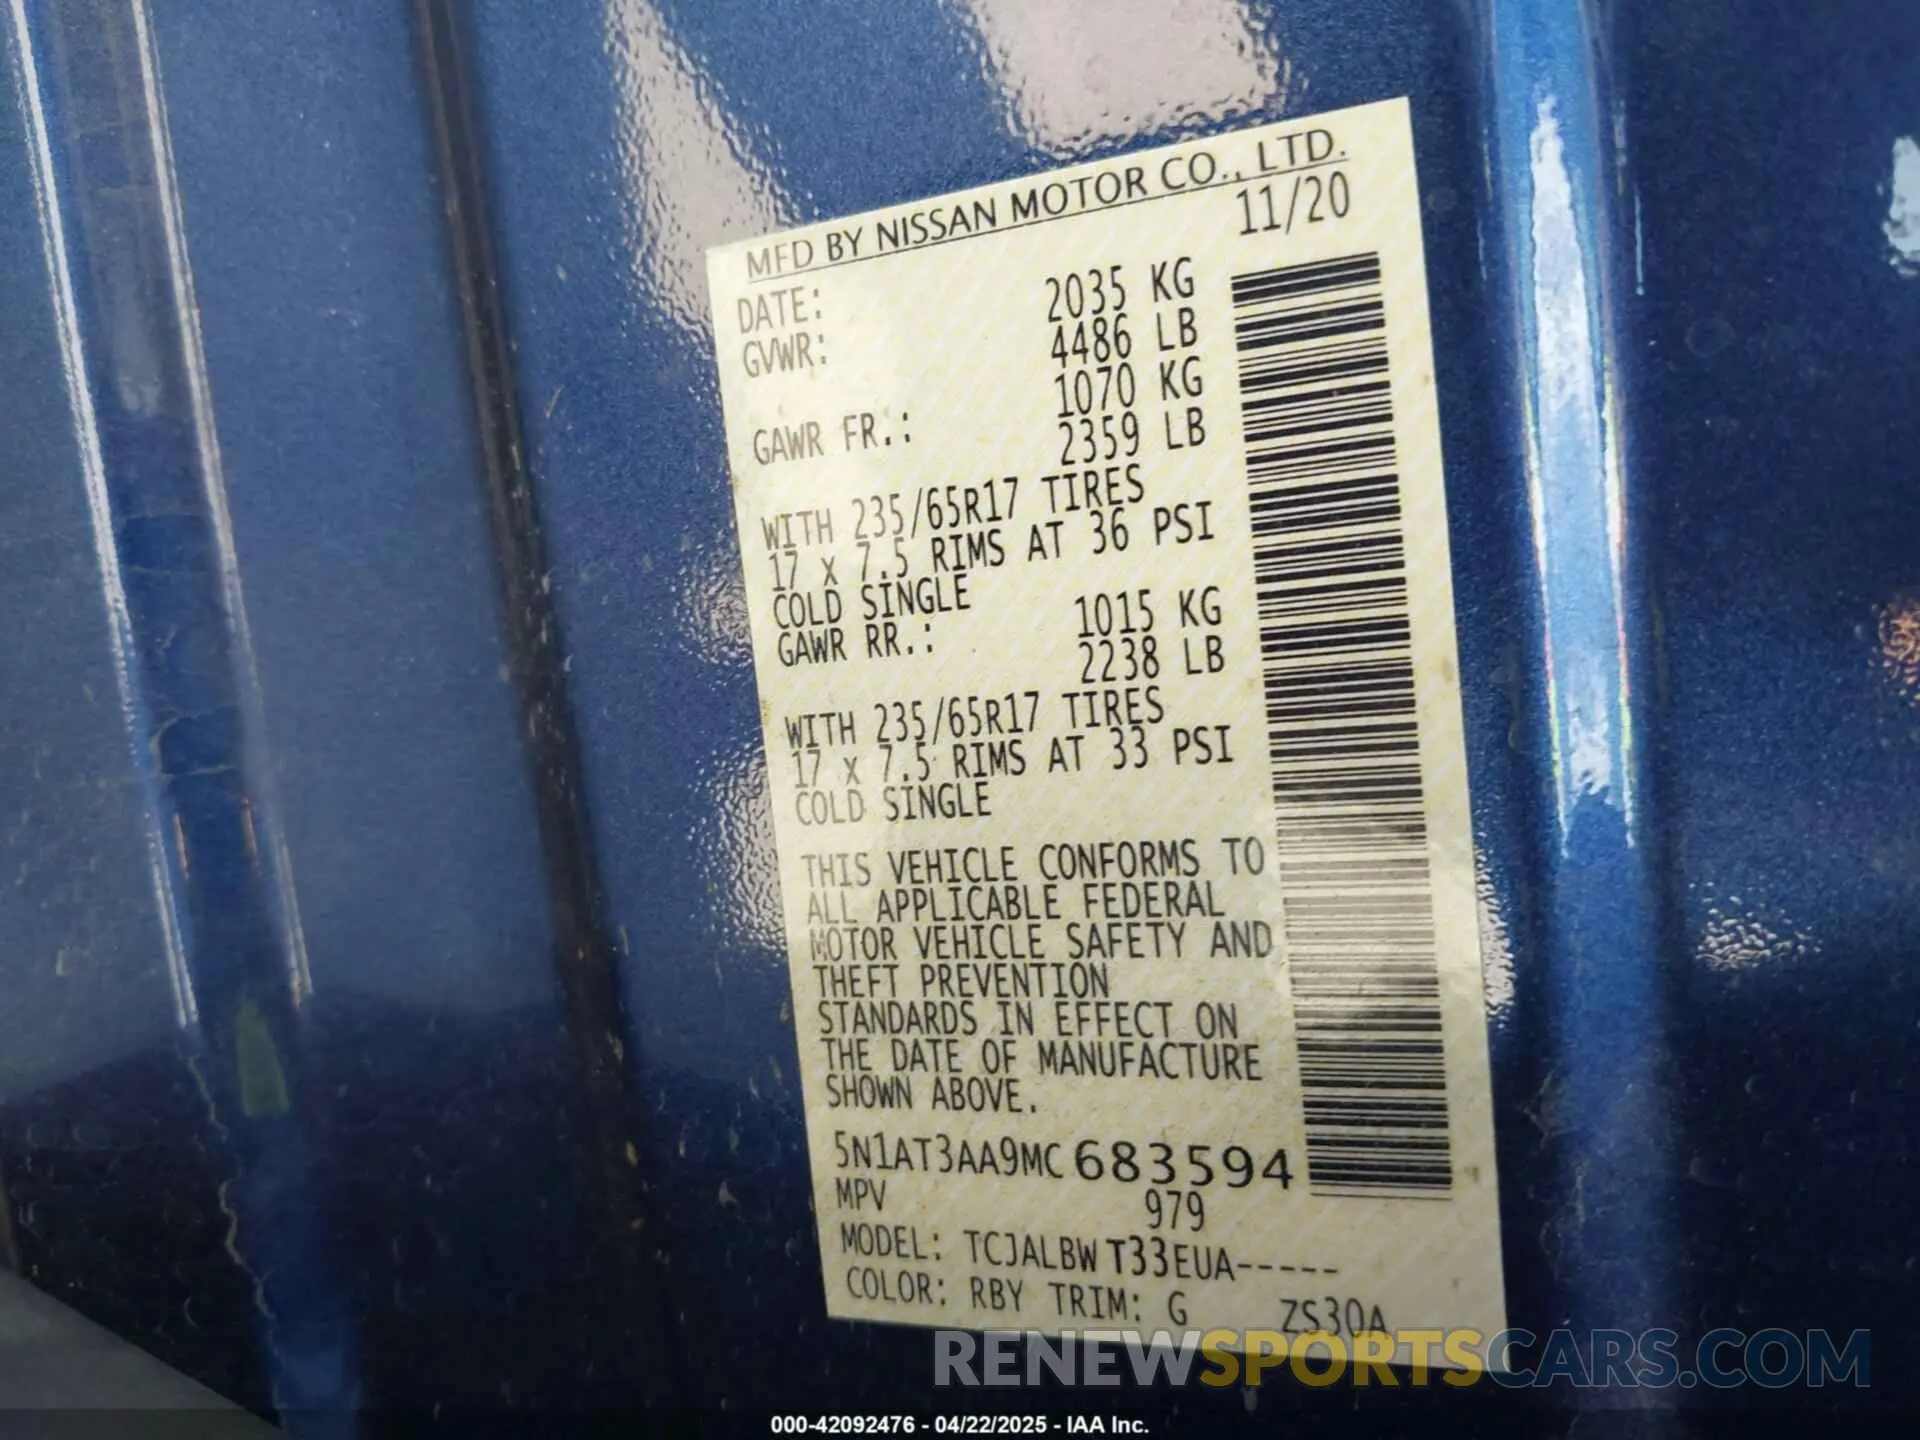 MFD BY NISSAN MOTOR CO., LTD.
DATE: 11/20
GVWR: 2035 KG
4486 LB
GAWR FR.: 1070 KG
2359 LB
WITH 235/65R17 TIRES
17 x 7.5 RIMS AT 36 PSI
COLD SINGLE
GAWR RR.: 1015 KG
2238 LB
WITH 235/65R17 TIRES
17 x 7.5 RIMS AT 33 PSI
COLD SINGLE
THIS VEHICLE CONFORMS TO
ALL APPLICABLE FEDERAL
MOTOR VEHICLE SAFETY AND
THEFT PREVENTION
STANDARDS IN EFFECT ON
THE DATE OF MANUFACTURE
SHOWN ABOVE.
5N1AT3AA9MC683594
MPV 979
MODEL: TCJALBW T33EUA-----
COLOR: RBY TRIM: G ZS30A
RENEWSPORTSCARS.COM
000-42092476 - 04/22/2025 - IAA Inc.